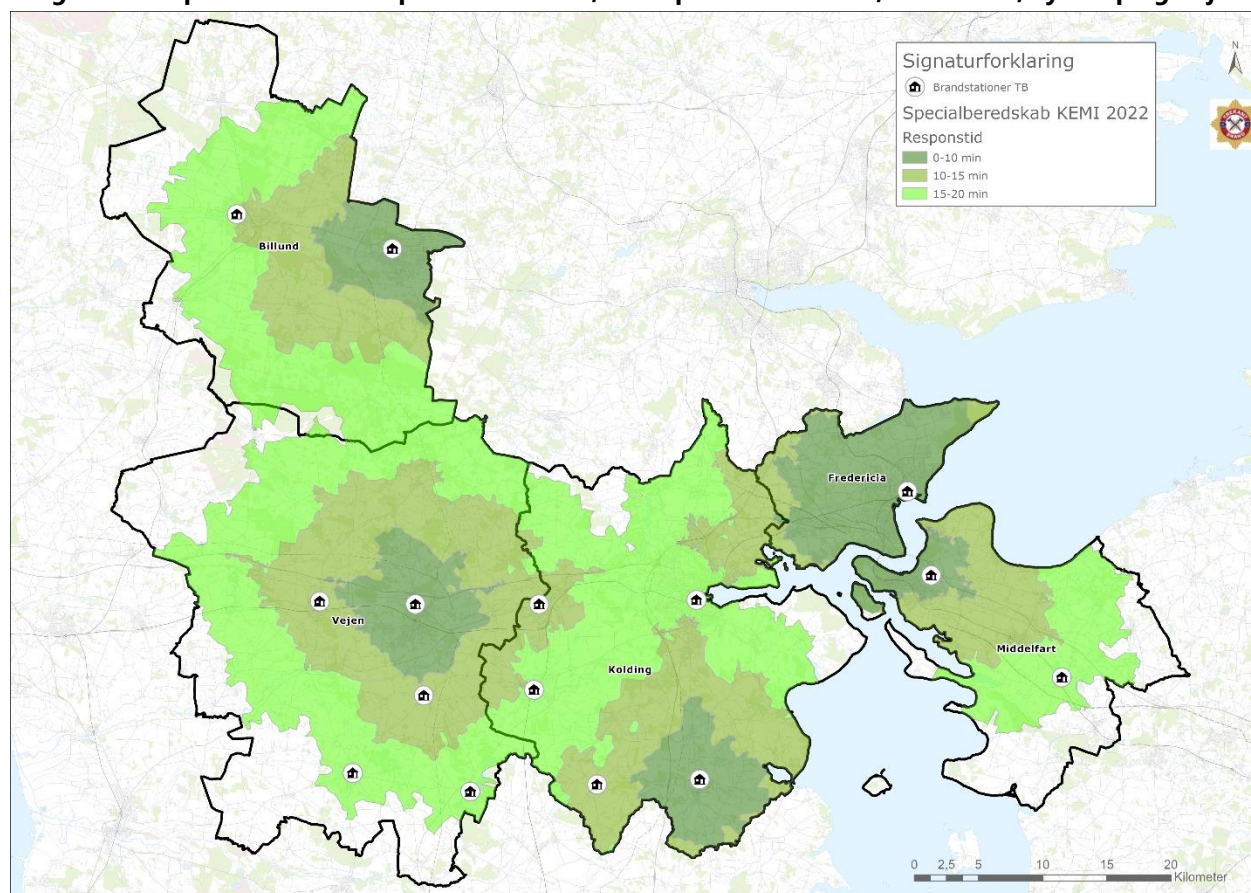 Signaturforklaring
Brandstationer TB
Specialberedskab KEMI 2022
Responstid
0-10 min
10-15 min
15-20 min
N
Billund
Fredericia
Vejen
Kolding
Middelfart
0 2,5 5 10 15 20
Kilometer